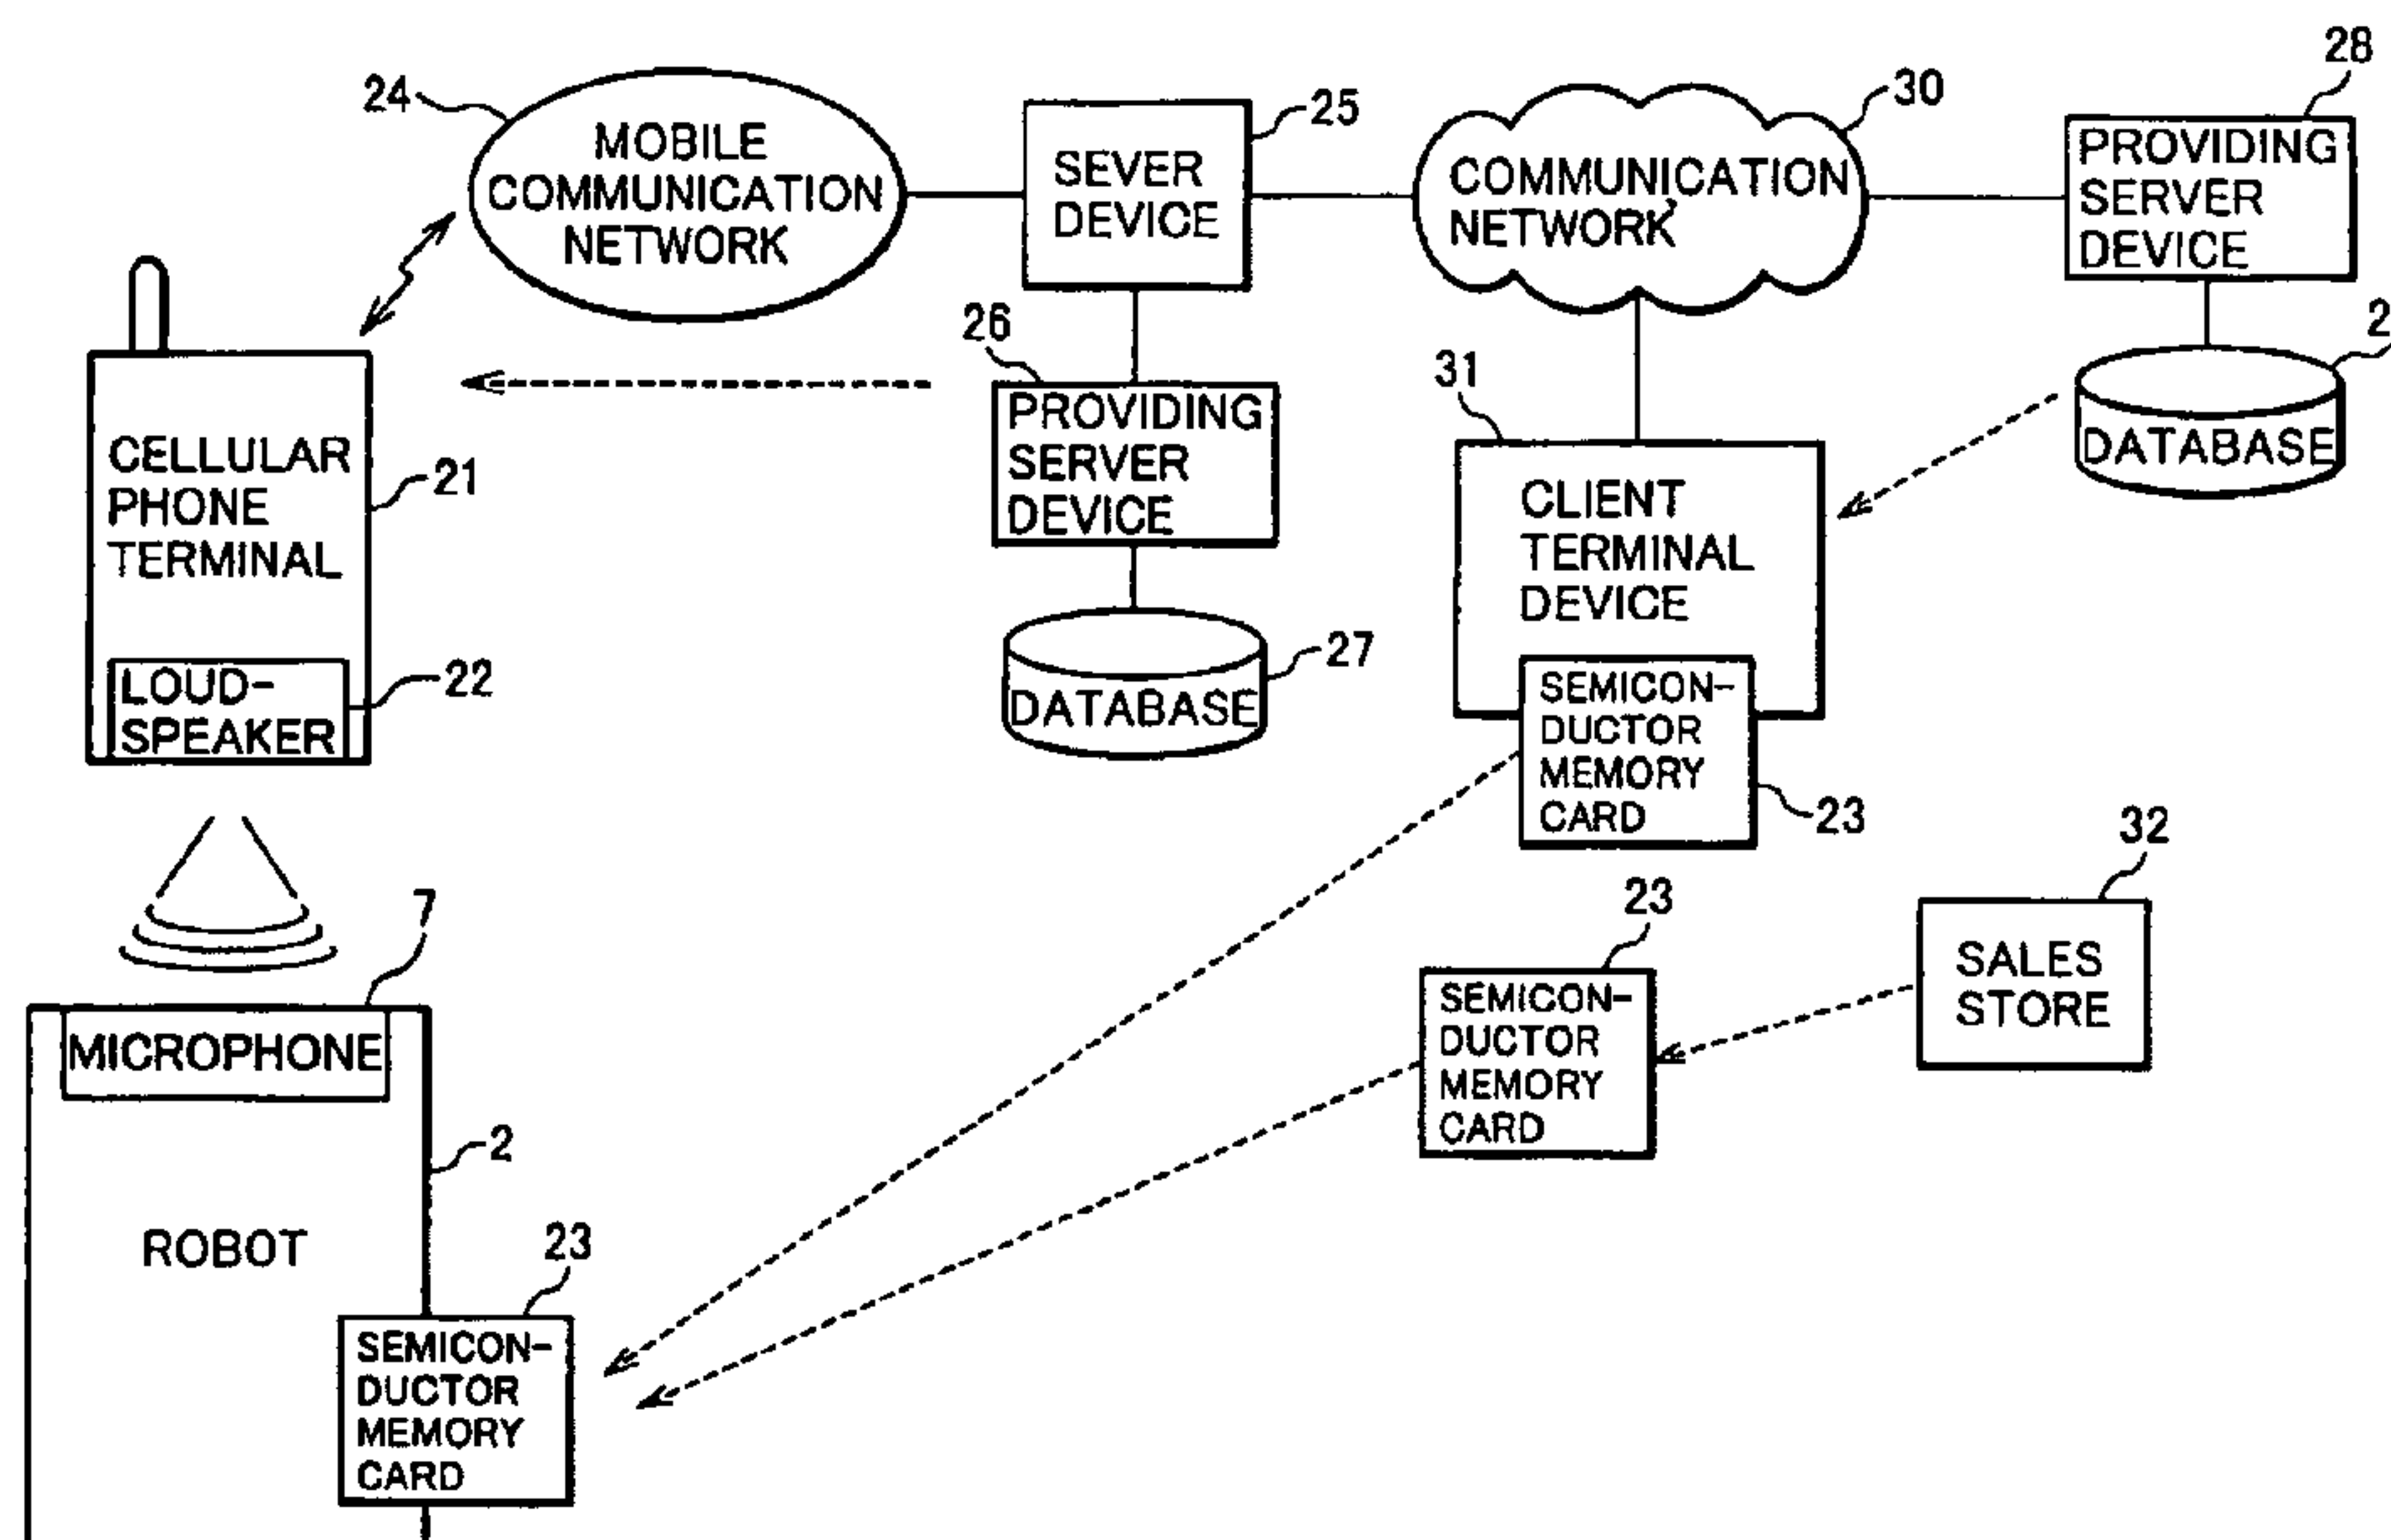 24
MOBILE
COMMUNICATION
NETWORK
25
SEVER
DEVICE
30
COMMUNICATION
NETWORK
28
PROVIDING
SERVER
DEVICE
2
DATABASE
26
PROVIDING
SERVER
DEVICE
27
DATABASE
31
CLIENT
TERMINAL
DEVICE
SEMICON-
DUCTOR
MEMORY
CARD
23
CELLULAR
PHONE
TERMINAL
21
LOUD-
SPEAKER
22
32
SALES
STORE
23
SEMICON-
DUCTOR
MEMORY
CARD
7
MICROPHONE
2
ROBOT
23
SEMICON-
DUCTOR
MEMORY
CARD